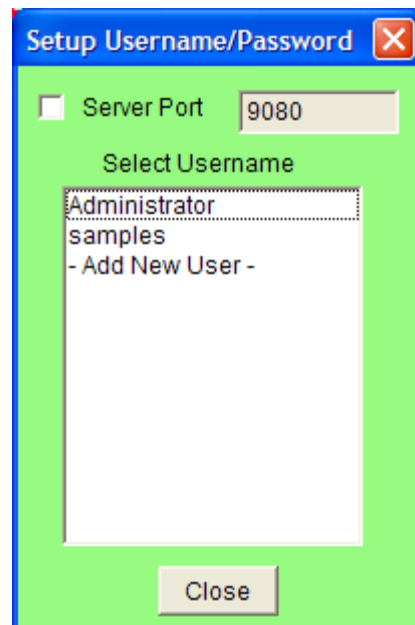 Setup Username/Password
Server Port 9080
Select Username
Administrator
samples
- Add New User -
Close